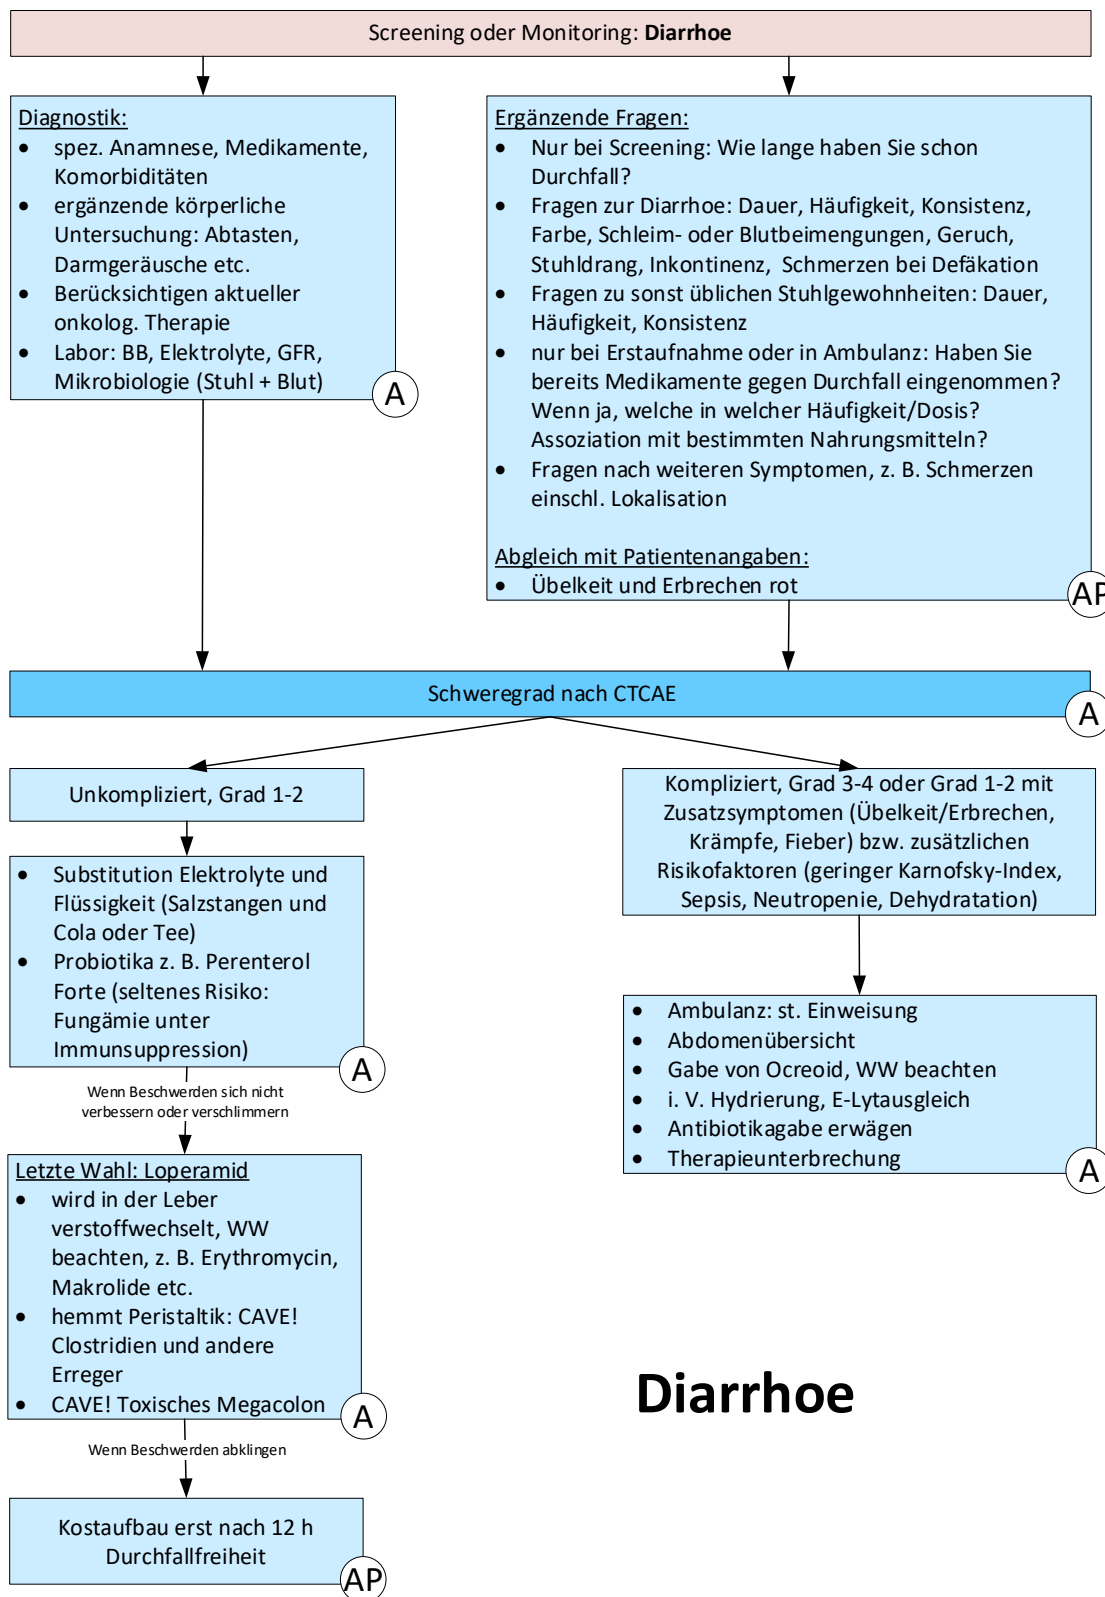 Screening oder Monitoring: Diarrhoe
Diagnostik:
• spez. Anamnese, Medikamente,
Komorbiditäten
• ergänzende körperliche
Untersuchung: Abtasten,
Darmgeräusche etc.
• Berücksichtigen aktueller
onkolog. Therapie
• Labor: BB, Elektrolyte, GFR,
Mikrobiologie (Stuhl + Blut)
A
Ergänzende Fragen:
• Nur bei Screening: Wie lange haben Sie schon
Durchfall?
• Fragen zur Diarrhoe: Dauer, Häufigkeit, Konsistenz,
Farbe, Schleim- oder Blutbeimengungen, Geruch,
Stuhldrang, Inkontinenz, Schmerzen bei Defäkation
• Fragen zu sonst üblichen Stuhlgewohnheiten: Dauer,
Häufigkeit, Konsistenz
• nur bei Erstaufnahme oder in Ambulanz: Haben Sie
bereits Medikamente gegen Durchfall eingenommen?
Wenn ja, welche in welcher Häufigkeit/Dosis?
Assoziation mit bestimmten Nahrungsmitteln?
• Fragen nach weiteren Symptomen, z. B. Schmerzen
einschl. Lokalisation
Abgleich mit Patientenangaben:
• Übelkeit und Erbrechen rot
AP
Schweregrad nach CTCAE
A
Unkompliziert, Grad 1-2
• Substitution Elektrolyte und
Flüssigkeit (Salzstangen und
Cola oder Tee)
• Probiotika z. B. Perenterol
Forte (seltenes Risiko:
Fungämie unter
Immunsuppression)
A
Wenn Beschwerden sich nicht
verbessern oder verschlimmern
Letzte Wahl: Loperamid
• wird in der Leber
verstoffwechselt, WW
beachten, z. B. Erythromycin,
Makrolide etc.
• hemmt Peristaltik: CAVE!
Clostridien und andere
Erreger
• CAVE! Toxisches Megacolon
A
Wenn Beschwerden abklingen
Kostaufbau erst nach 12 h
Durchfallfreiheit
AP
Kompliziert, Grad 3-4 oder Grad 1-2 mit
Zusatzsymptomen (Übelkeit/Erbrechen,
Krämpfe, Fieber) bzw. zusätzlichen
Risikofaktoren (geringer Karnofsky-Index,
Sepsis, Neutropenie, Dehydratation)
• Ambulanz: st. Einweisung
• Abdomenübersicht
• Gabe von Ocreoid, WW beachten
• i. V. Hydrierung, E-Lytausgleich
• Antibiotikagabe erwägen
• Therapieunterbrechung
A
Diarrhoe